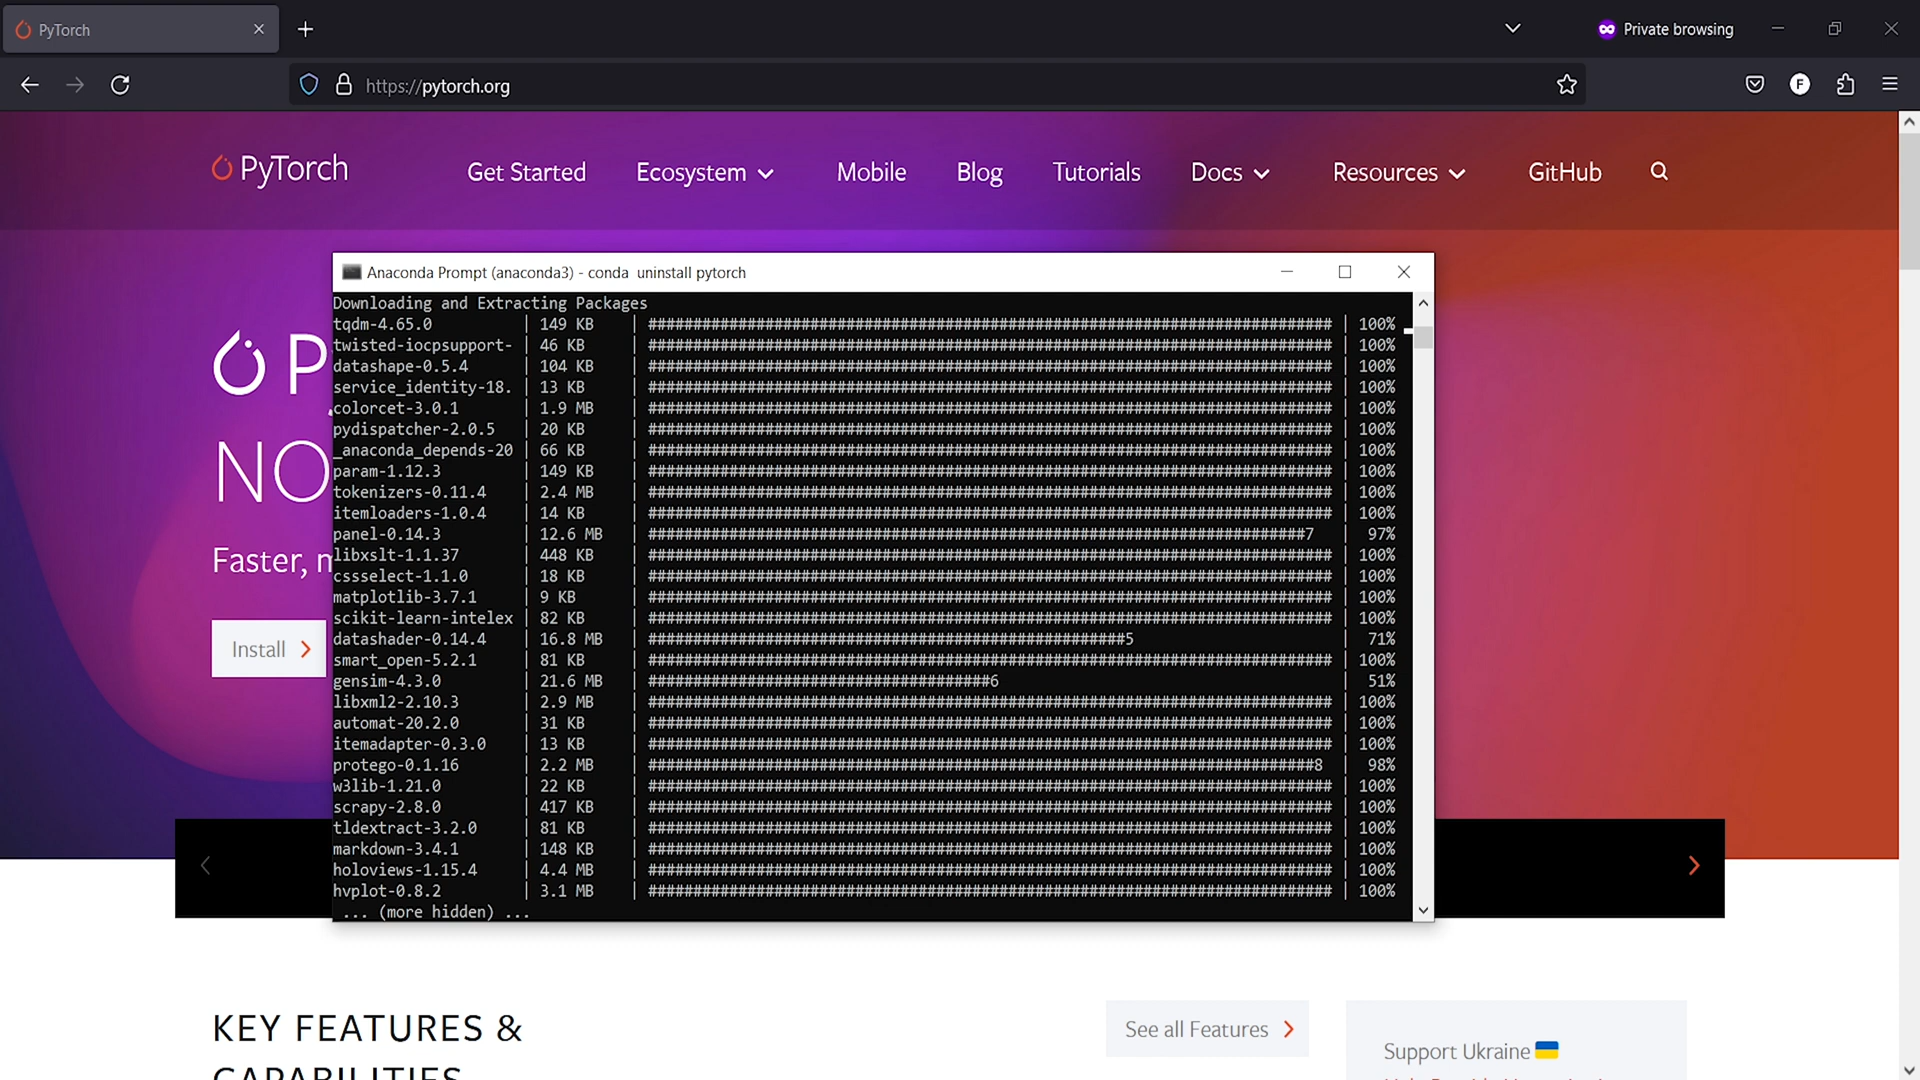 PyTorch
Private browsing
https://pytorch.org
F
PyTorch
Get Started
Ecosystem
Mobile
Blog
Tutorials
Docs
Resources
GitHub
Anaconda Prompt (anaconda3) - conda uninstall pytorch
Downloading and Extracting Packages
tqdm-4.65.0 | 149 KB | ############################################################################ | 100%
twisted-iocpsupport- | 46 KB | ############################################################################ | 100%
datashape-0.5.4 | 104 KB | ############################################################################ | 100%
service_identity-18. | 13 KB | ############################################################################ | 100%
colorcet-3.0.1 | 1.9 MB | ############################################################################ | 100%
pydispatcher-2.0.5 | 20 KB | ############################################################################ | 100%
_anaconda_depends-20 | 66 KB | ############################################################################ | 100%
param-1.12.3 | 149 KB | ############################################################################ | 100%
tokenizers-0.11.4 | 2.4 MB | ############################################################################ | 100%
itemloaders-1.0.4 | 14 KB | ############################################################################ | 100%
panel-0.14.3 | 12.6 MB | #########################################################################7 | 97%
libxslt-1.1.37 | 448 KB | ############################################################################ | 100%
cssselect-1.1.0 | 18 KB | ############################################################################ | 100%
matplotlib-3.7.1 | 9 KB | ############################################################################ | 100%
scikit-learn-intelex | 82 KB | ############################################################################ | 100%
datashader-0.14.4 | 16.8 MB | #####################################################5 | 71%
smart_open-5.2.1 | 81 KB | ############################################################################ | 100%
gensim-4.3.0 | 21.6 MB | ######################################6 | 51%
libxml2-2.10.3 | 2.9 MB | ############################################################################ | 100%
automat-20.2.0 | 31 KB | ############################################################################ | 100%
itemadapter-0.3.0 | 13 KB | ############################################################################ | 100%
protego-0.1.16 | 2.2 MB | ##########################################################################8 | 98%
w3lib-1.21.0 | 22 KB | ############################################################################ | 100%
scrapy-2.8.0 | 417 KB | ############################################################################ | 100%
tldextract-3.2.0 | 81 KB | ############################################################################ | 100%
markdown-3.4.1 | 148 KB | ############################################################################ | 100%
holoviews-1.15.4 | 4.4 MB | ############################################################################ | 100%
hvplot-0.8.2 | 3.1 MB | ############################################################################ | 100%
... (more hidden) ...
P
NO
Faster,
Install
KEY FEATURES &
CAPABILITIES
See all Features
Support Ukraine